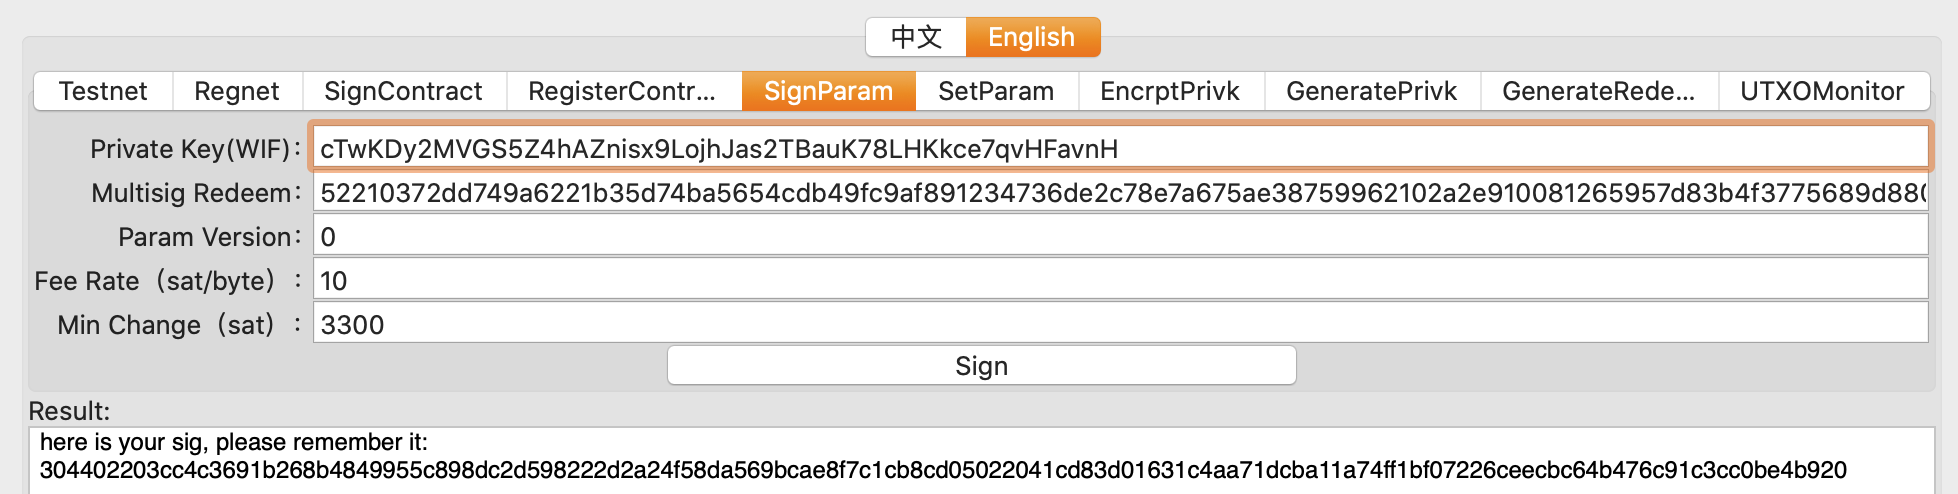 中文 English
Testnet Regnet SignContract RegisterContr... SignParam SetParam EncrptPrivk GeneratePrivk GenerateRede... UTXOMonitor
Private Key(WIF): cTwKDy2MVGS5Z4hAZnisx9LojhJas2TBauK78LHKkce7qvHFavnH
Multisig Redeem: 52210372dd749a6221b35d74ba5654cdb49fc9af891234736de2c78e7a675ae38759962102a2e910081265957d83b4f3775689d880
Param Version: 0
Fee Rate（sat/byte）: 10
Min Change（sat）: 3300
Sign
Result:
here is your sig, please remember it:
304402203cc4c3691b268b4849955c898dc2d598222d2a24f58da569bcae8f7c1cb8cd05022041cd83d01631c4aa71dcba11a74ff1bf07226ceecbc64b476c91c3cc0be4b920